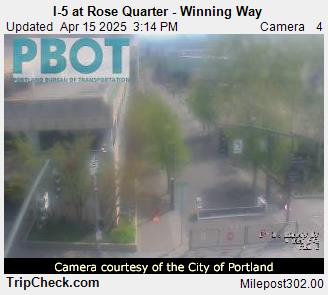 I-5 at Rose Quarter - Winning Way
Updated Apr 15 2025 3:14 PM Camera 4
PBOT
PORTLAND BUREAU OF TRANSPORTATION
Camera courtesy of the City of Portland
TripCheck.com Milepost302.00